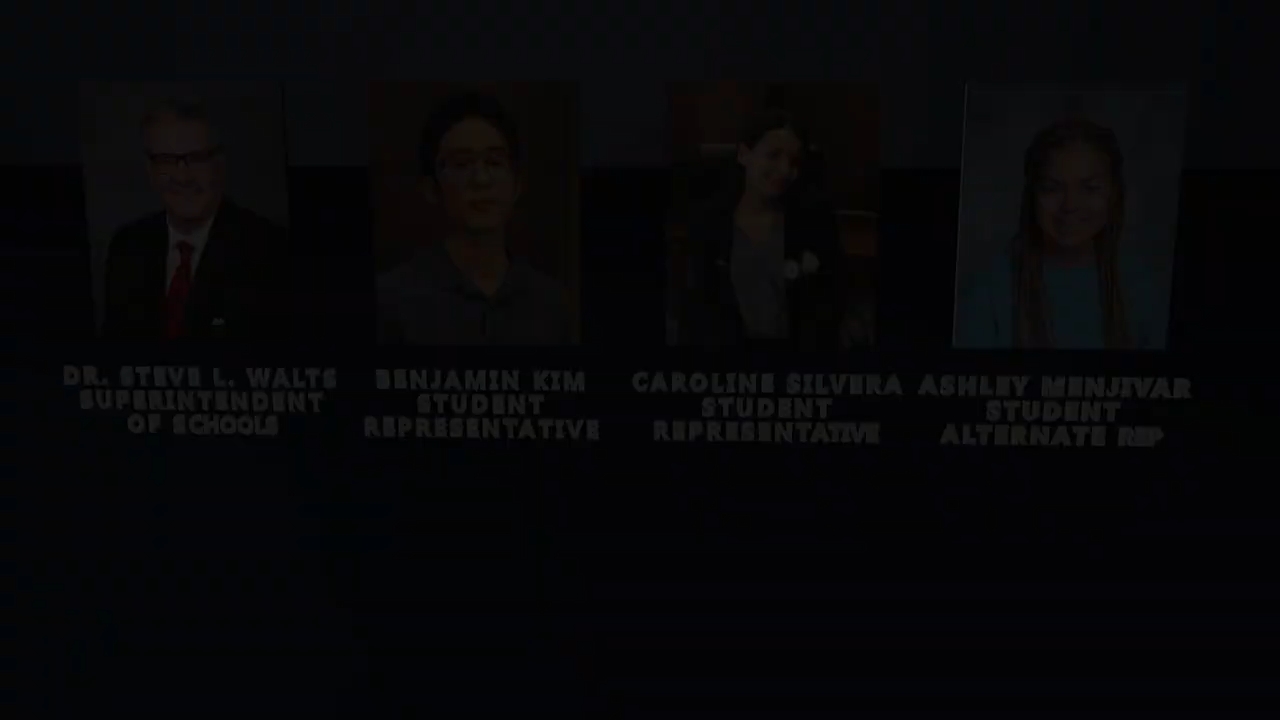 DR. STEVE L. WALTS
SUPERINTENDENT
OF SCHOOLS
BENJAMIN KIM
STUDENT
REPRESENTATIVE
CAROLINE SILVERA
STUDENT
REPRESENTATIVE
ASHLEY MENJIVAR
STUDENT
ALTERNATE REP